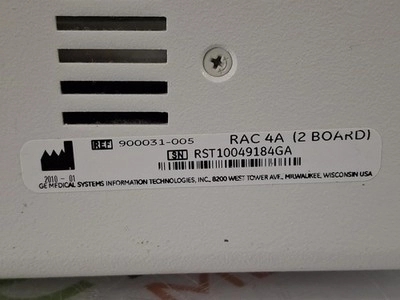 REF 900031-005 RAC 4A (2 BOARD)
SN RST10049184GA
2010 - 01
GE MEDICAL SYSTEMS INFORMATION TECHNOLOGIES, INC., 8200 WEST TOWER AVE., MILWAUKEE, WISCONSIN USA